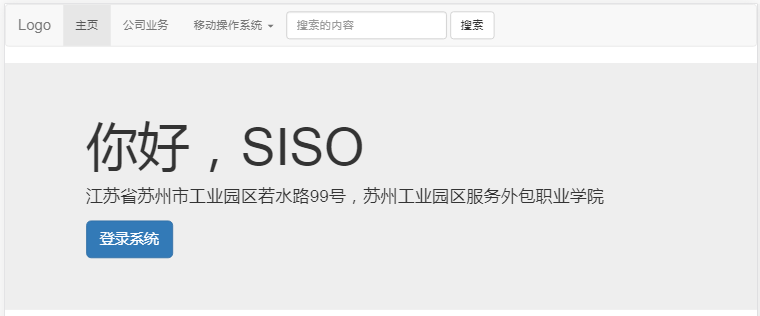 Logo 主页 公司业务 移动操作系统 搜索的内容 搜索
你好，SISO
江苏省苏州市工业园区若水路99号，苏州工业园区服务外包职业学院
登录系统